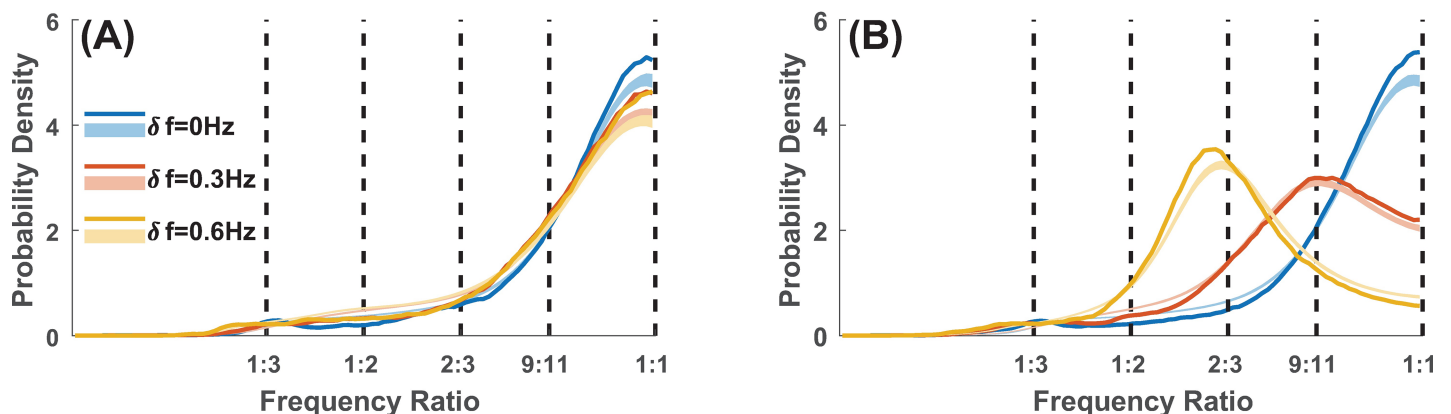 (A)
Probability Density
6
4
2
0
δ f=0Hz
δ f=0.3Hz
δ f=0.6Hz
1:3 1:2 2:3 9:11 1:1
Frequency Ratio
(B)
Probability Density
6
4
2
0
1:3 1:2 2:3 9:11 1:1
Frequency Ratio